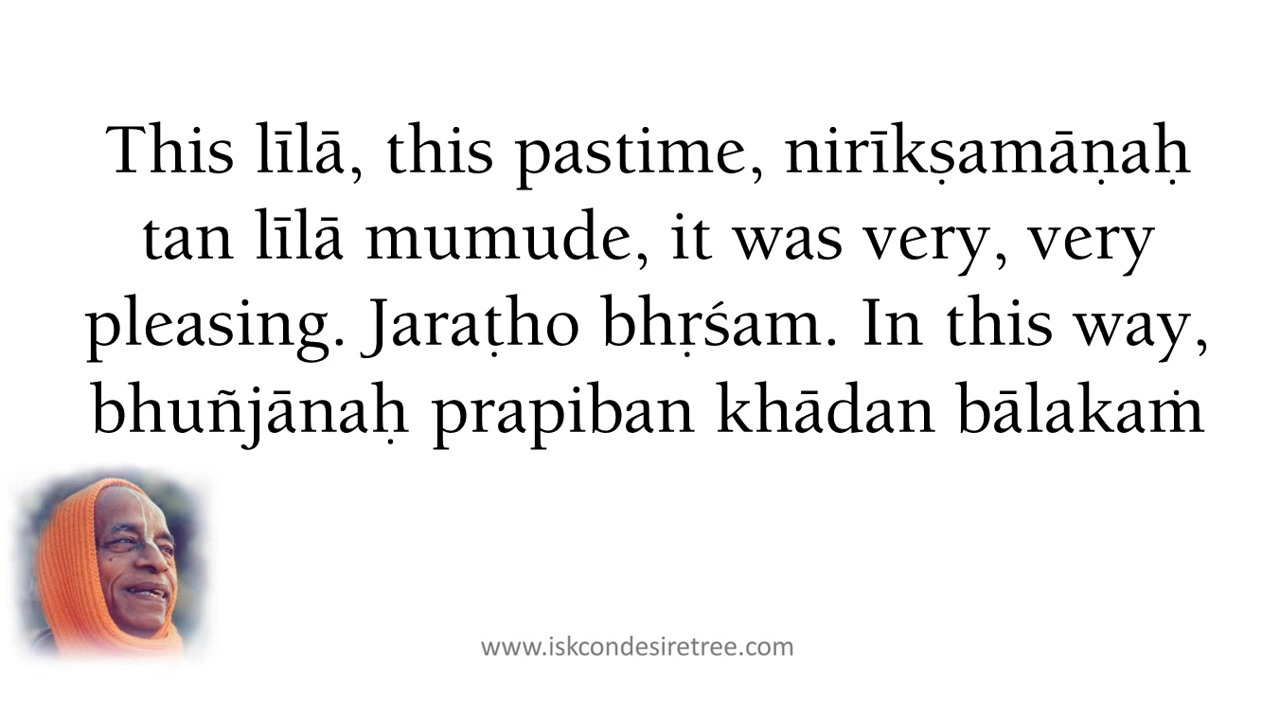 This līlā, this pastime, nirīkṣamāṇaḥ
tan līlā mumude, it was very, very
pleasing. Jaraṭho bhṛśam. In this way,
bhuñjānaḥ prapiban khādan bālakaṁ
www.iskcondesiretree.com